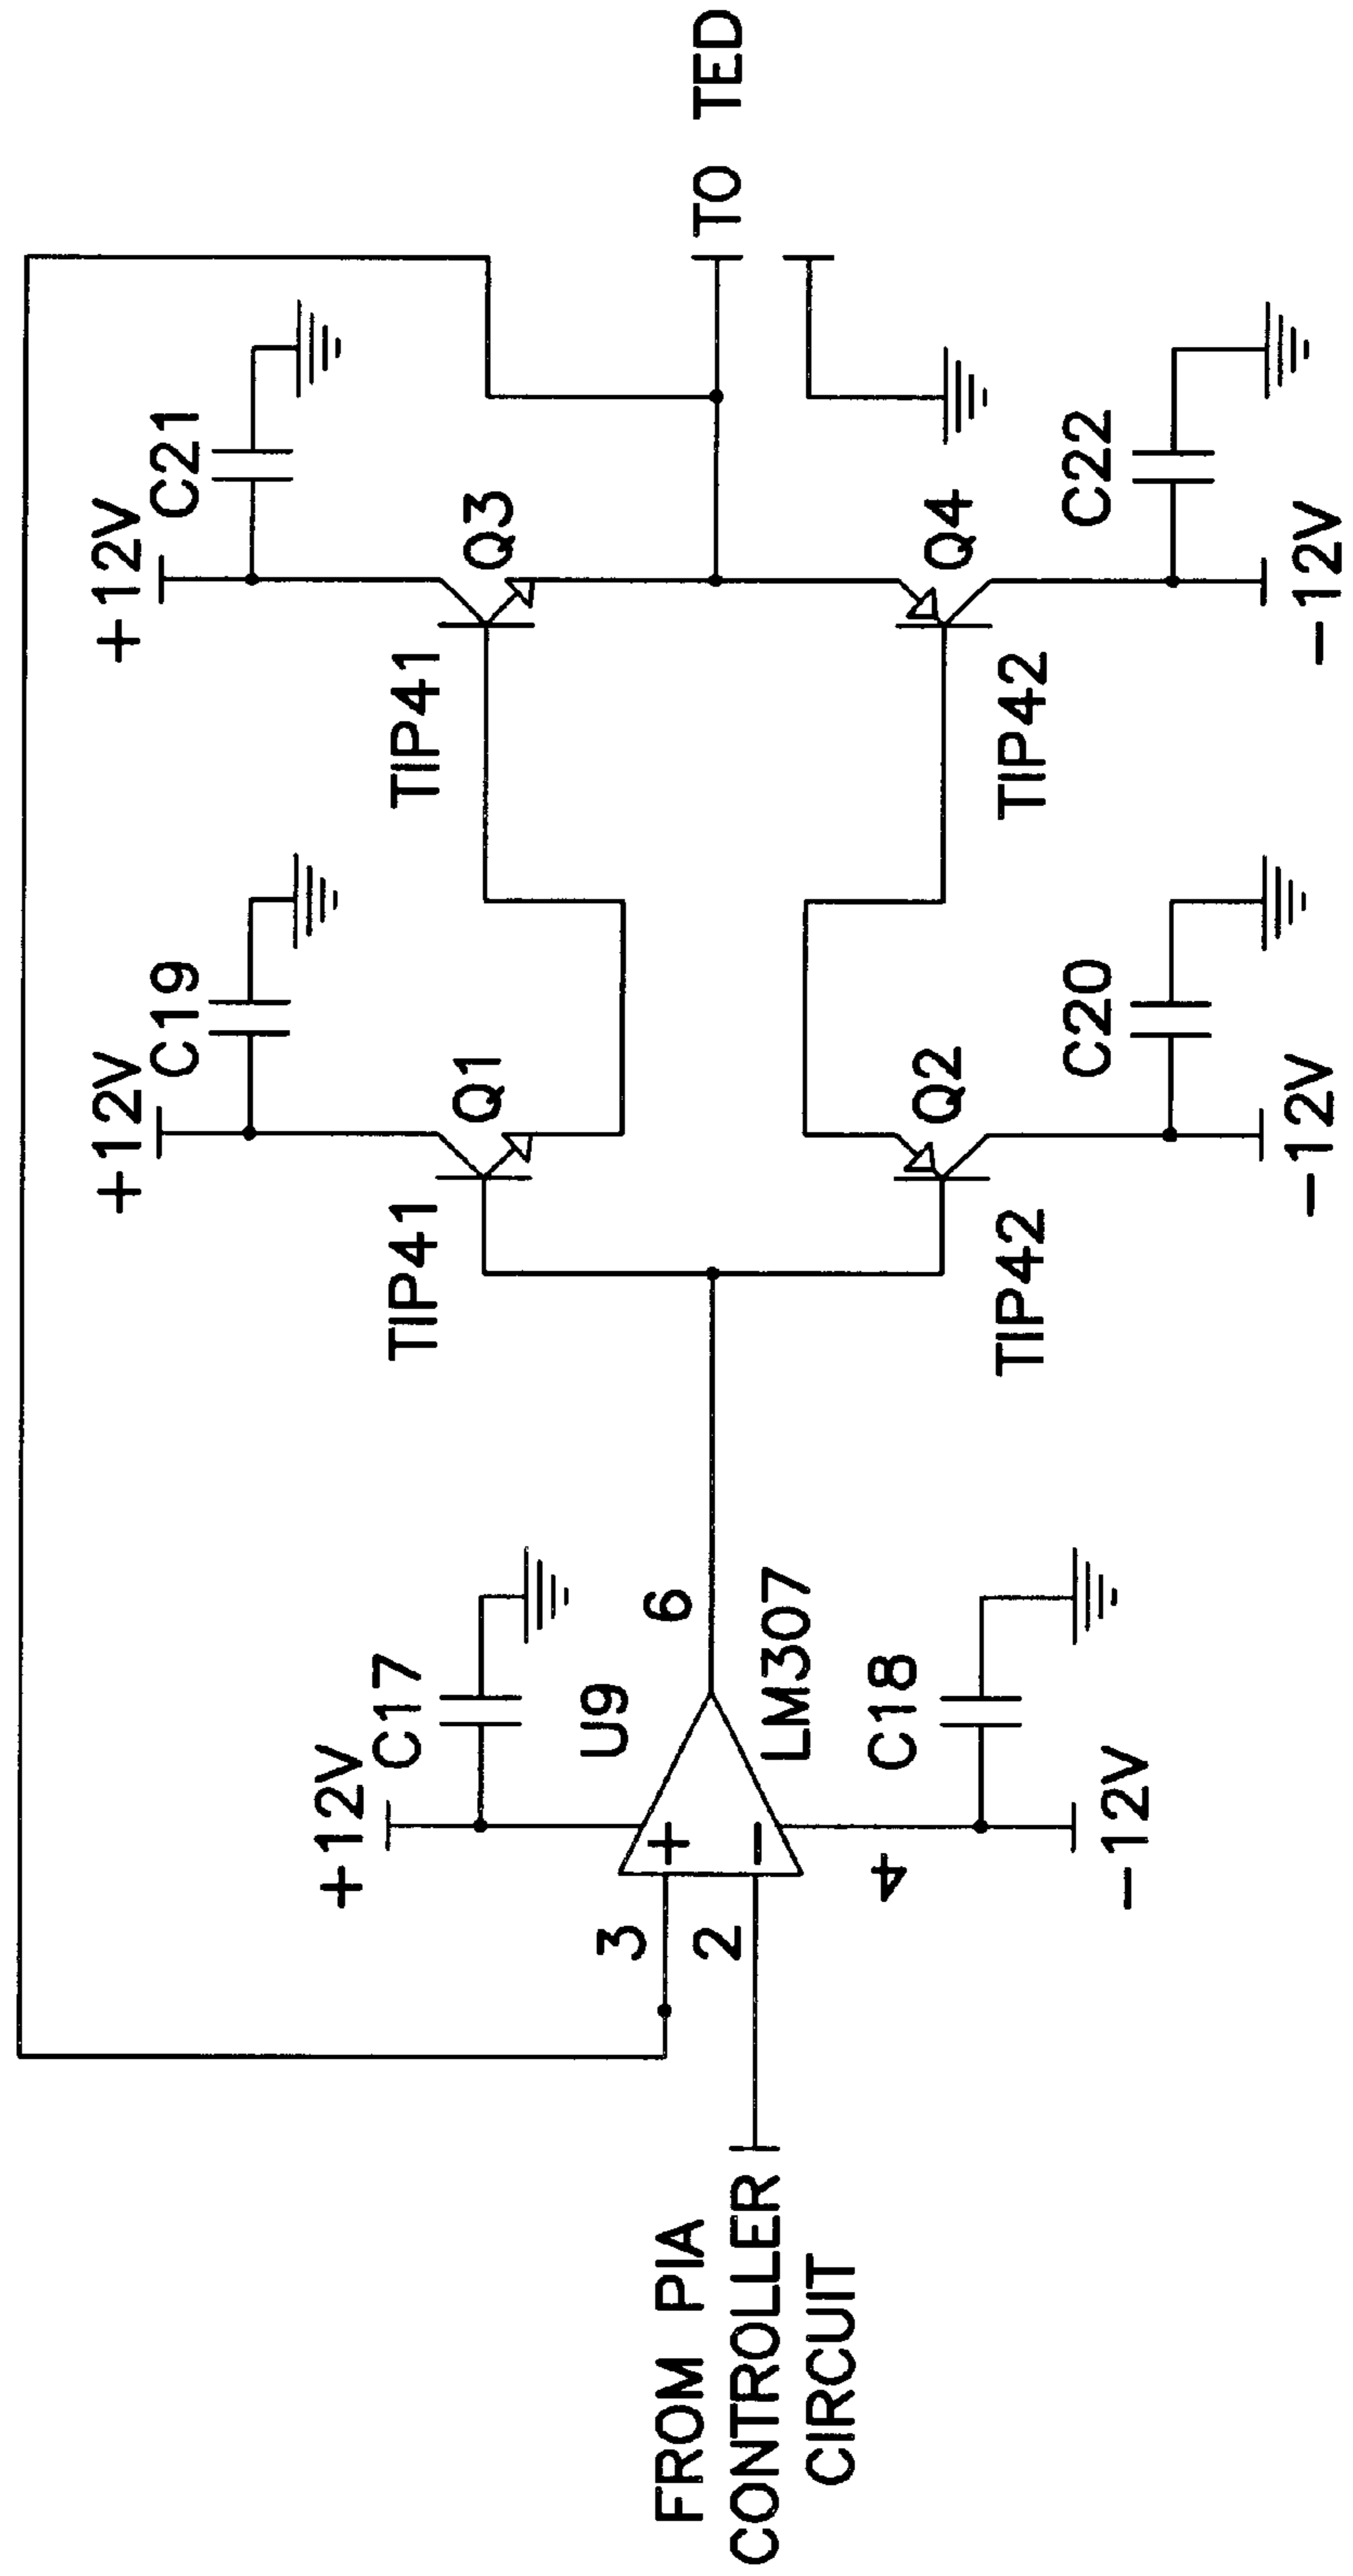 +12V
C21
+12V
C19
Q3
Q1
TIP41
TIP41
+12V
C17
U9
6
3
+
TO TED
FROM PIA
CONTROLLER
CIRCUIT
2
−
LM307
4
C18
−12V
Q4
Q2
TIP42
TIP42
C22
C20
−12V
−12V